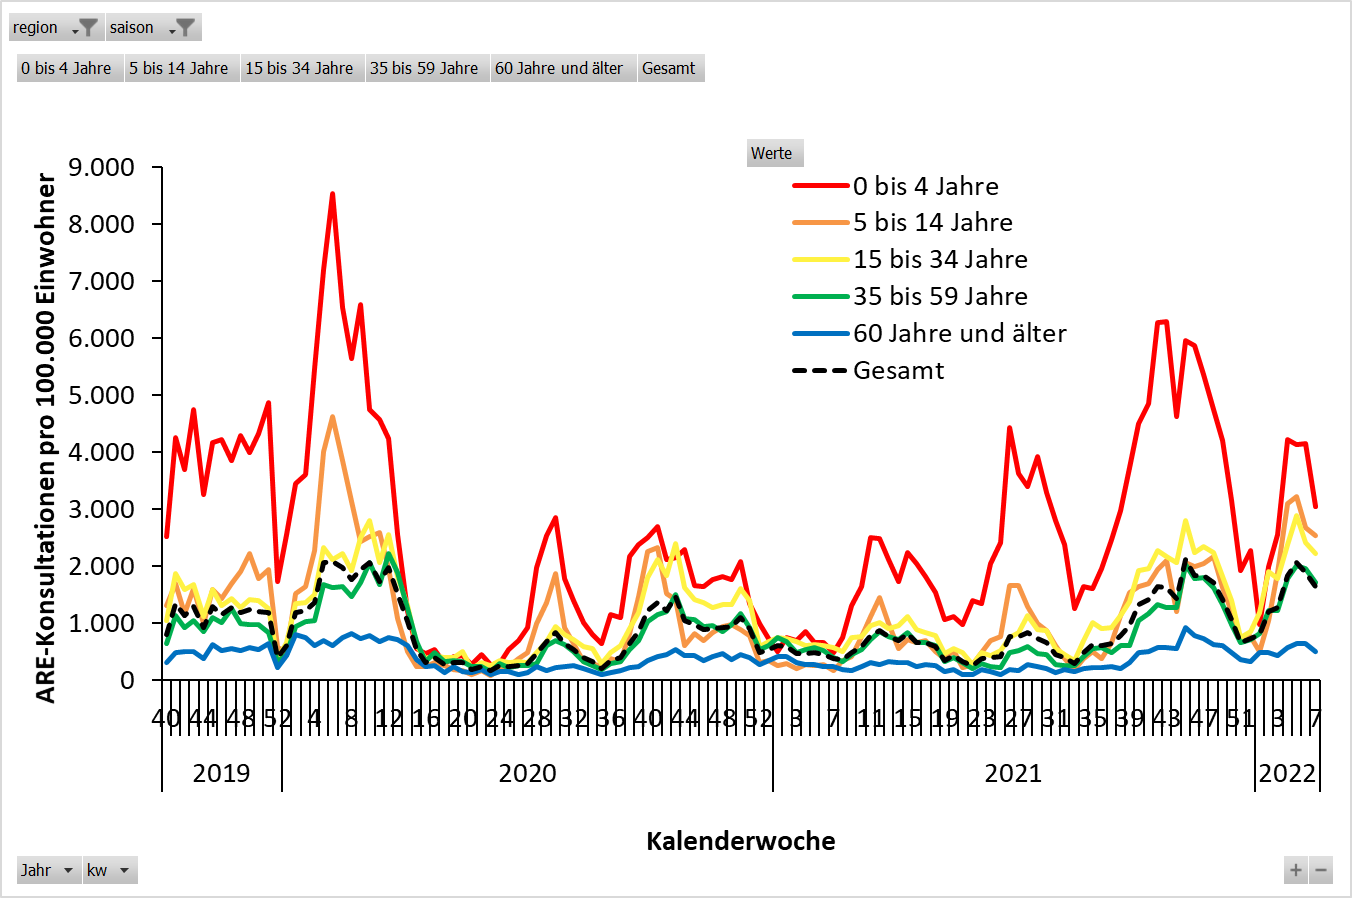 region saison
0 bis 4 Jahre 5 bis 14 Jahre 15 bis 34 Jahre 35 bis 59 Jahre 60 Jahre und älter Gesamt
Werte
0 bis 4 Jahre
5 bis 14 Jahre
15 bis 34 Jahre
35 bis 59 Jahre
60 Jahre und älter
Gesamt
ARE-Konsultationen pro 100.000 Einwohner
9.000
8.000
7.000
6.000
5.000
4.000
3.000
2.000
1.000
0
40 44 48 52 4 8 12 16 20 24 28 32 36 40 44 48 52 3 7 11 15 19 23 27 31 35 39 43 47 51 3 7
2019 2020 2021 2022
Kalenderwoche
Jahr kw
+ −